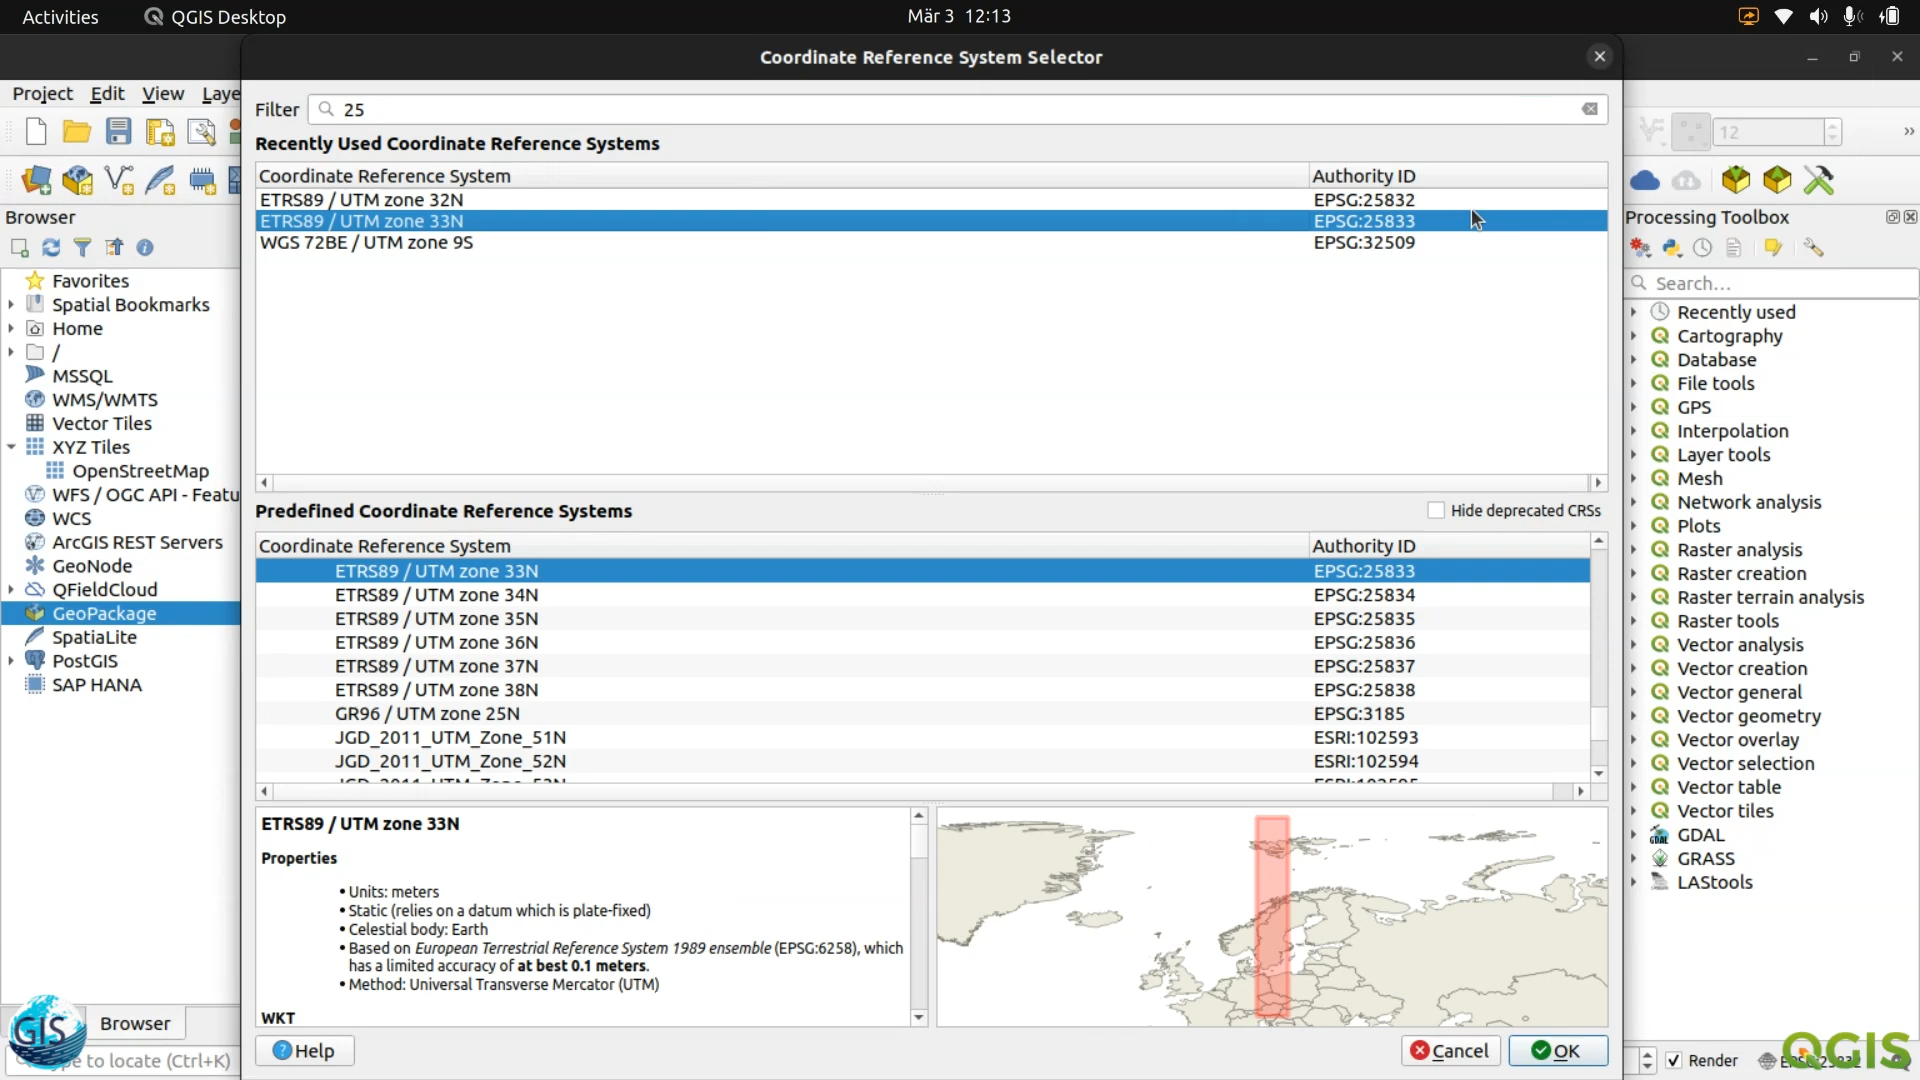 Activities
QGIS Desktop
Mär 3 12:13
Coordinate Reference System Selector
Project Edit View Laye
Filter 25
12
Recently Used Coordinate Reference Systems
Coordinate Reference System Authority ID
ETRS89 / UTM zone 32N EPSG:25832
ETRS89 / UTM zone 33N EPSG:25833
WGS 72BE / UTM zone 9S EPSG:32509
Browser
Favorites
Spatial Bookmarks
Home
/
MSSQL
WMS/WMTS
Vector Tiles
XYZ Tiles
OpenStreetMap
WFS / OGC API - Featu
WCS
ArcGIS REST Servers
GeoNode
QFieldCloud
GeoPackage
SpatiaLite
PostGIS
SAP HANA
Predefined Coordinate Reference Systems
Hide deprecated CRSs
Coordinate Reference System Authority ID
ETRS89 / UTM zone 33N EPSG:25833
ETRS89 / UTM zone 34N EPSG:25834
ETRS89 / UTM zone 35N EPSG:25835
ETRS89 / UTM zone 36N EPSG:25836
ETRS89 / UTM zone 37N EPSG:25837
ETRS89 / UTM zone 38N EPSG:25838
GR96 / UTM zone 25N EPSG:3185
JGD_2011_UTM_Zone_51N ESRI:102593
JGD_2011_UTM_Zone_52N ESRI:102594
ETRS89 / UTM zone 33N
Properties
• Units: meters
• Static (relies on a datum which is plate-fixed)
• Celestial body: Earth
• Based on European Terrestrial Reference System 1989 ensemble (EPSG:6258), which
has a limited accuracy of at best 0.1 meters.
• Method: Universal Transverse Mercator (UTM)
WKT
Help
Cancel
OK
Processing Toolbox
Search...
Recently used
Cartography
Database
File tools
GPS
Interpolation
Layer tools
Mesh
Network analysis
Plots
Raster analysis
Raster creation
Raster terrain analysis
Raster tools
Vector analysis
Vector creation
Vector general
Vector geometry
Vector overlay
Vector selection
Vector table
Vector tiles
GDAL
GRASS
LAStools
GIS
Browser
to locate (Ctrl+K)
Render
QGIS